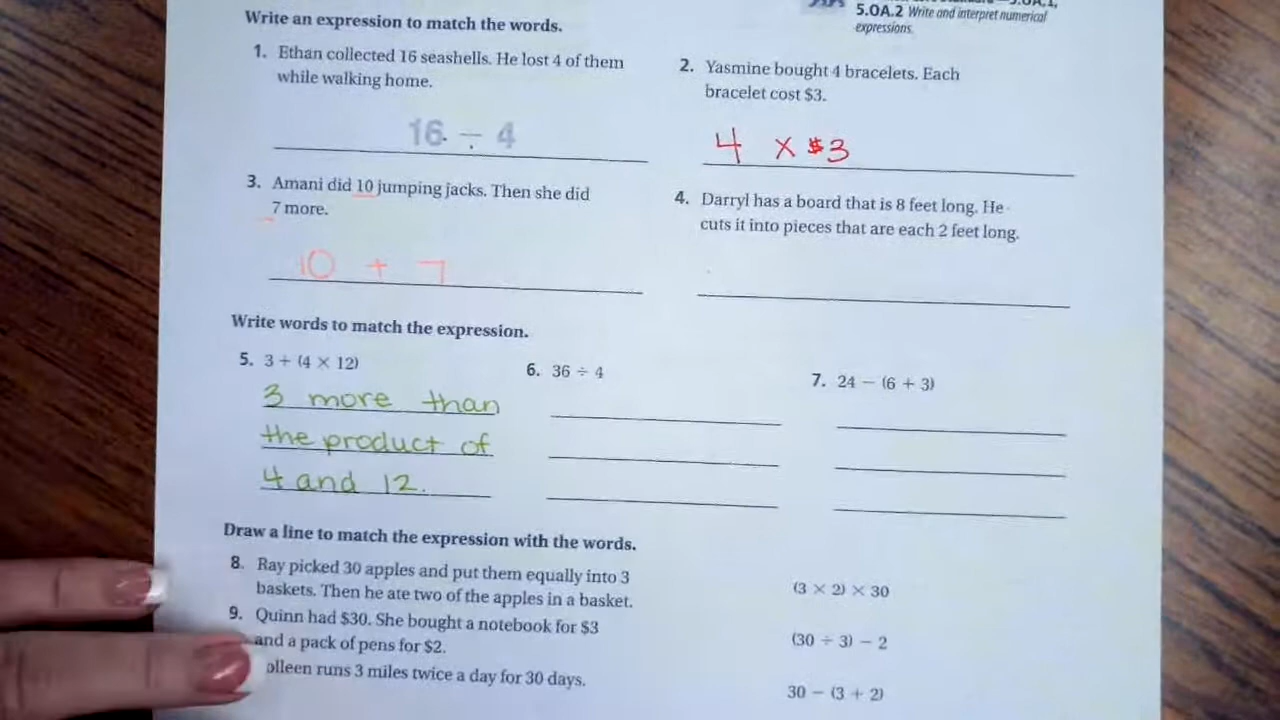 5.OA.2 Write and interpret numerical
expressions.
Write an expression to match the words.
1. Ethan collected 16 seashells. He lost 4 of them
while walking home.
16 ÷ 4
2. Yasmine bought 4 bracelets. Each
bracelet cost $3.
4 x $3
3. Amani did 10 jumping jacks. Then she did
7 more.
10 + 7
4. Darryl has a board that is 8 feet long. He
cuts it into pieces that are each 2 feet long.
Write words to match the expression.
5. 3 + (4 × 12)
3 more than
the product of
4 and 12.
6. 36 ÷ 4
7. 24 − (6 + 3)
Draw a line to match the expression with the words.
8. Ray picked 30 apples and put them equally into 3
baskets. Then he ate two of the apples in a basket.
9. Quinn had $30. She bought a notebook for $3
and a pack of pens for $2.
olleen runs 3 miles twice a day for 30 days.
(3 × 2) × 30
(30 ÷ 3) − 2
30 − (3 + 2)